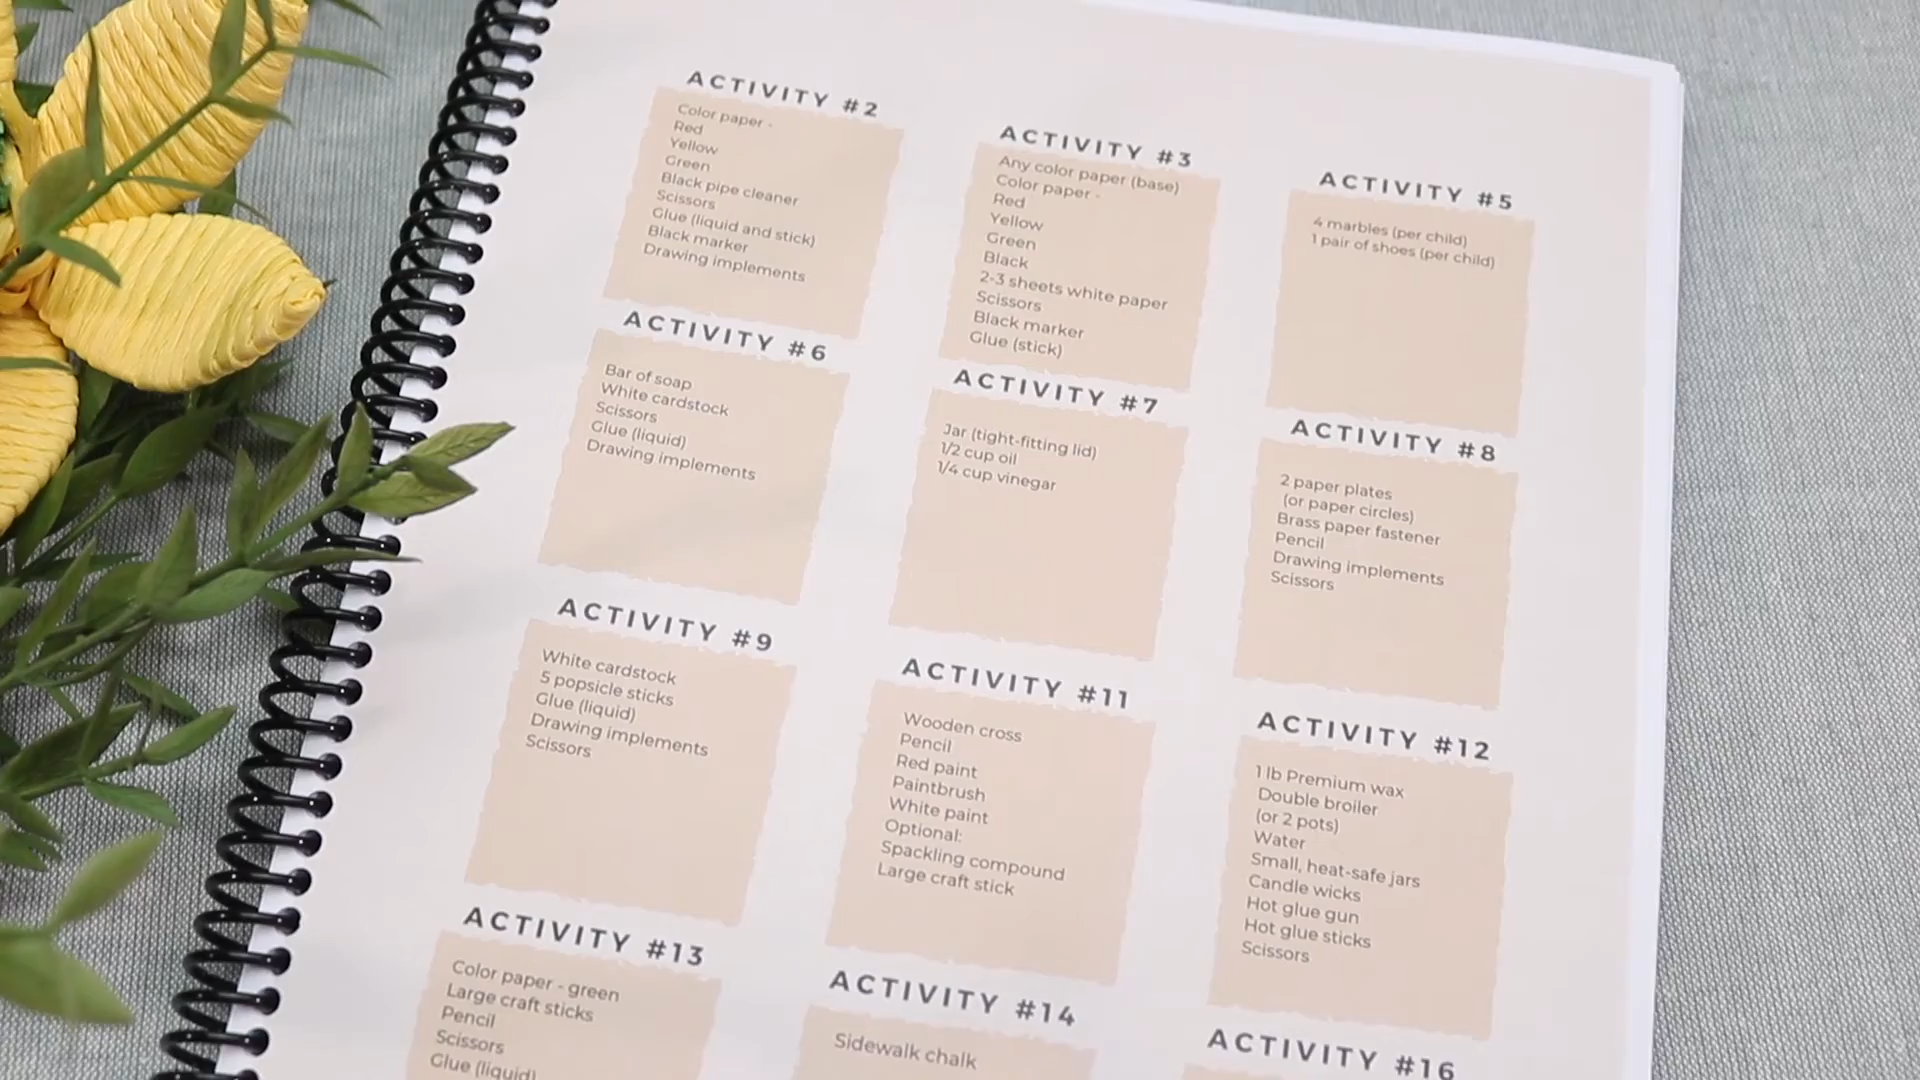 ACTIVITY #2
Color paper -
Red
Yellow
Green
Black pipe cleaner
Scissors
Glue (liquid and stick)
Black marker
Drawing implements
ACTIVITY #3
Any color paper (base)
Color paper -
Red
Yellow
Green
Black
2-3 sheets white paper
Scissors
Black marker
Glue (stick)
ACTIVITY #5
4 marbles (per child)
1 pair of shoes (per child)
ACTIVITY #6
Bar of soap
White cardstock
Scissors
Glue (liquid)
Drawing implements
ACTIVITY #7
Jar (tight-fitting lid)
1/2 cup oil
1/4 cup vinegar
ACTIVITY #8
2 paper plates
(or paper circles)
Brass paper fastener
Pencil
Drawing implements
Scissors
ACTIVITY #9
White cardstock
5 popsicle sticks
Glue (liquid)
Drawing implements
Scissors
ACTIVITY #11
Wooden cross
Pencil
Red paint
Paintbrush
White paint
Optional:
Spackling compound
Large craft stick
ACTIVITY #12
1 lb Premium wax
Double broiler
(or 2 pots)
Water
Small, heat-safe jars
Candle wicks
Hot glue gun
Hot glue sticks
Scissors
ACTIVITY #13
Color paper - green
Large craft sticks
Pencil
Scissors
Glue (liquid)
ACTIVITY #14
Sidewalk chalk
ACTIVITY #16